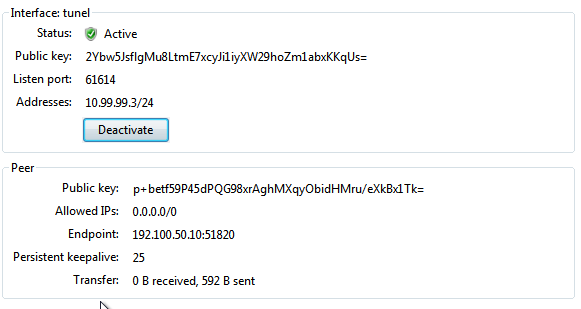 Interface: tunel
Status: Active
Public key: 2Ybw5JsflgMu8LtmE7xcyJi1iyXW29hoZm1abxKKqUs=
Listen port: 61614
Addresses: 10.99.99.3/24
Deactivate
Peer
Public key: p+betf59P45dPQG98xrAghMXqyObidHMru/eXkBx1Tk=
Allowed IPs: 0.0.0.0/0
Endpoint: 192.100.50.10:51820
Persistent keepalive: 25
Transfer: 0 B received, 592 B sent